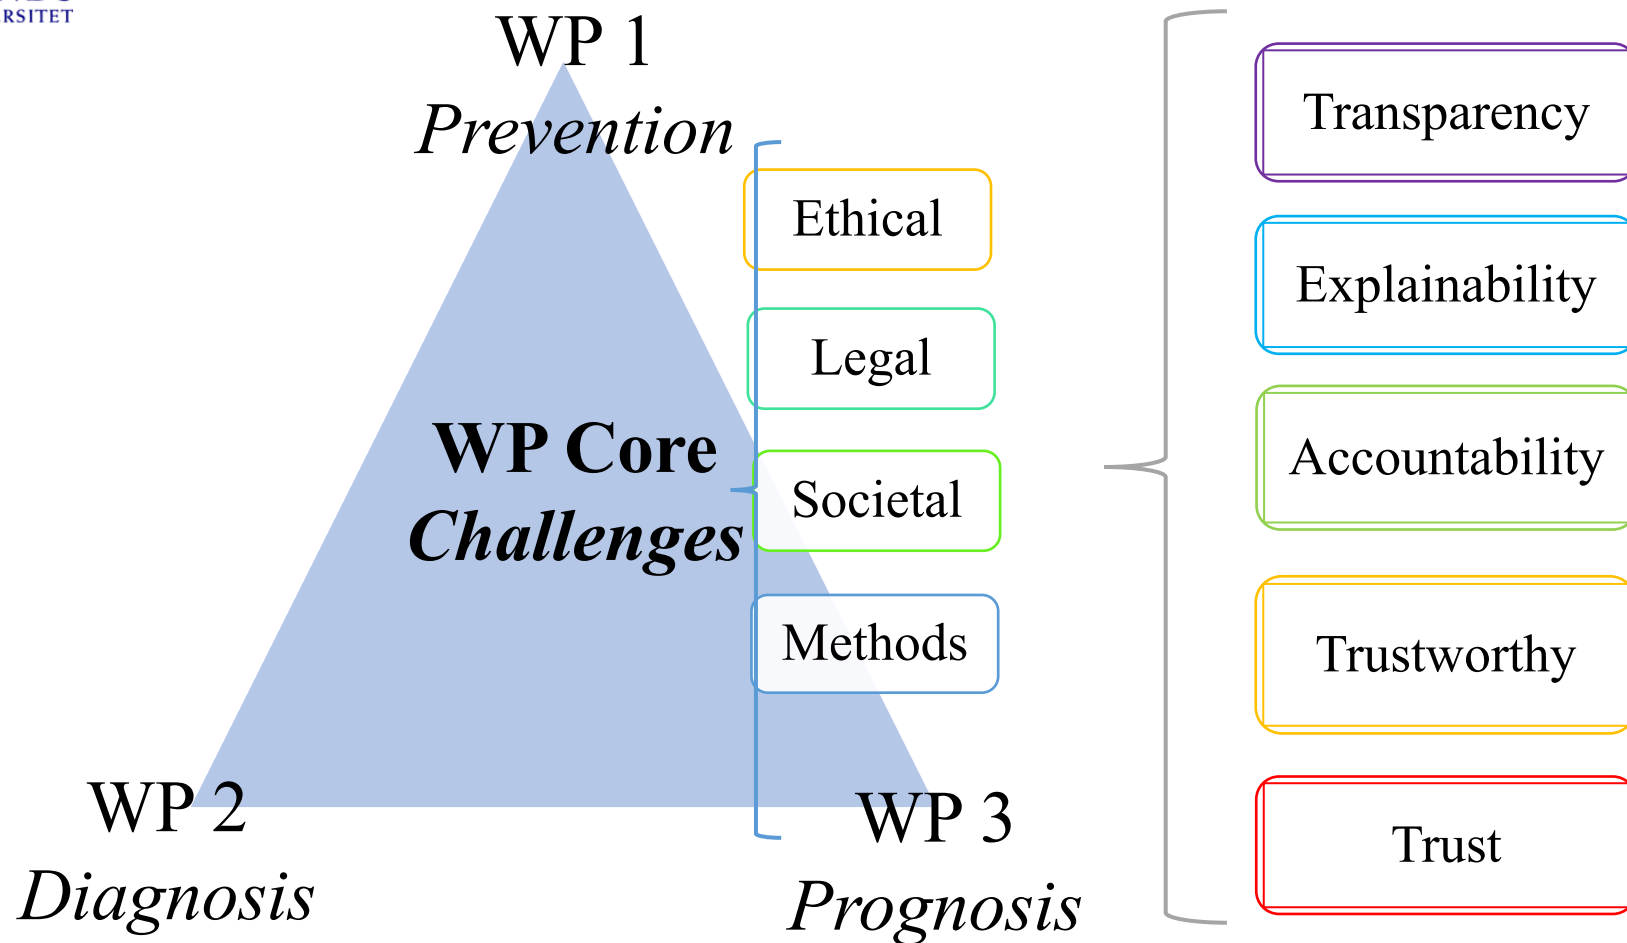 WP 1
Prevention
Ethical
Legal
WP Core
Challenges
Societal
Methods
WP 2
Diagnosis
WP 3
Prognosis
Transparency
Explainability
Accountability
Trustworthy
Trust